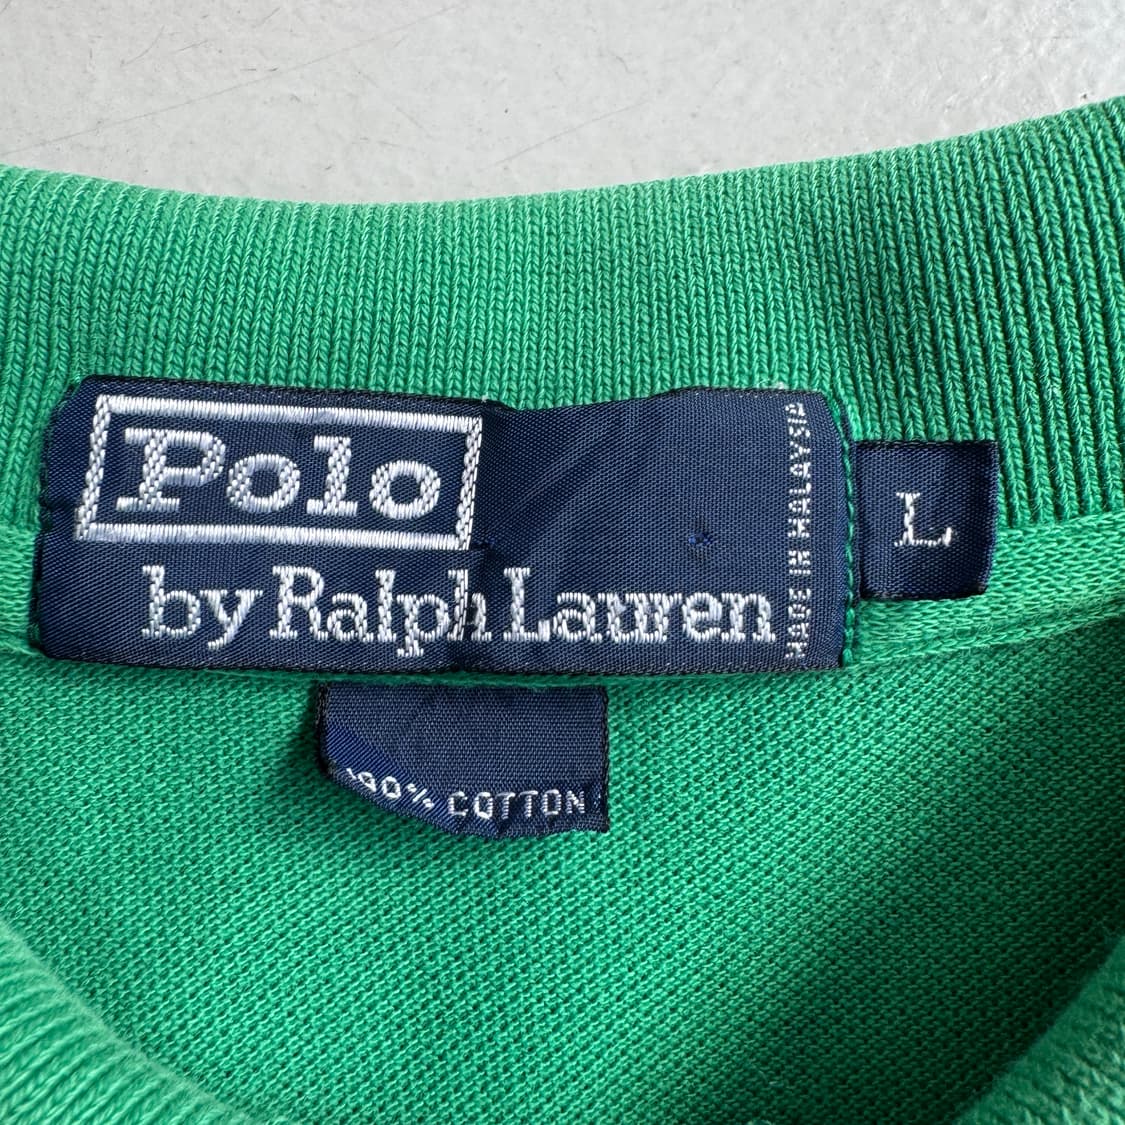 Polo
by Ralph Lauren
MADE IN MALAYSIA
L
100% COTTON